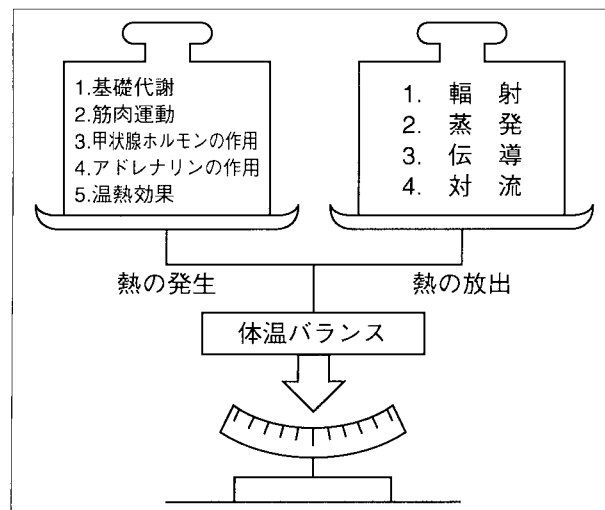 1.基礎代謝
2.筋肉運動
3.甲状腺ホルモンの作用
4.アドレナリンの作用
5.温熱効果
1. 輻射
2. 蒸発
3. 伝導
4. 対流
熱の発生
熱の放出
体温バランス